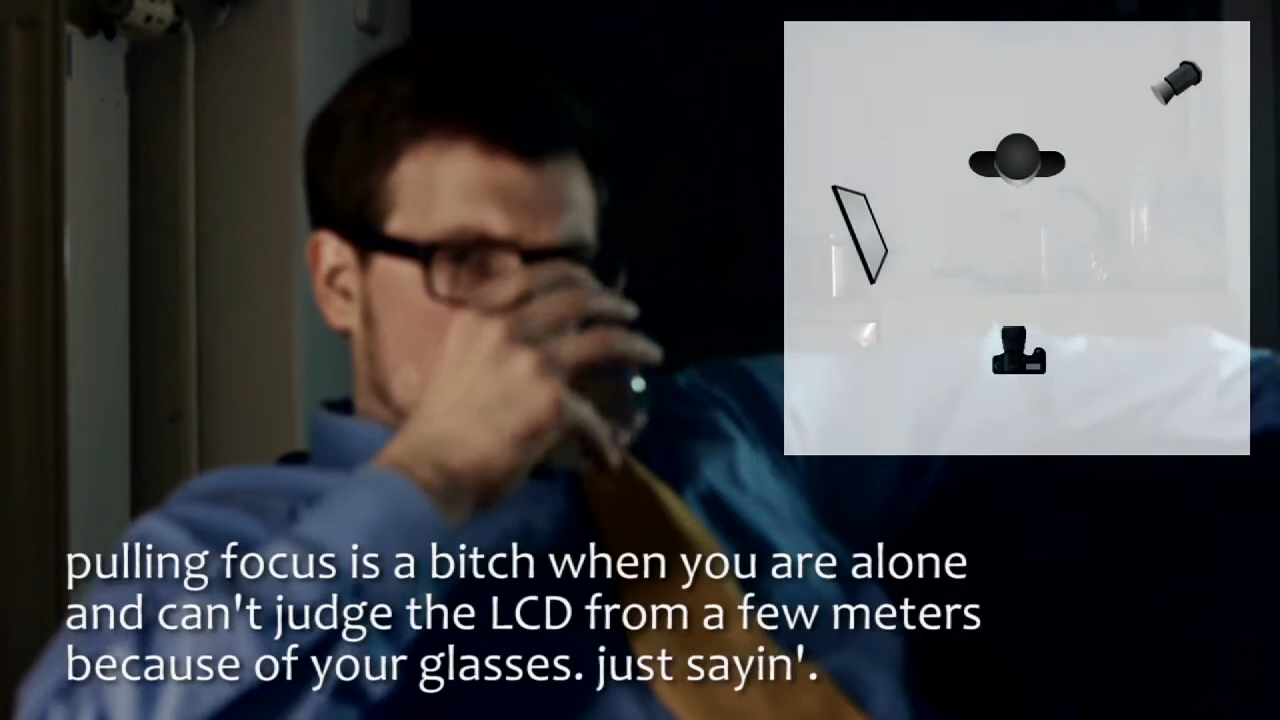 pulling focus is a bitch when you are alone
and can't judge the LCD from a few meters
because of your glasses. just sayin'.